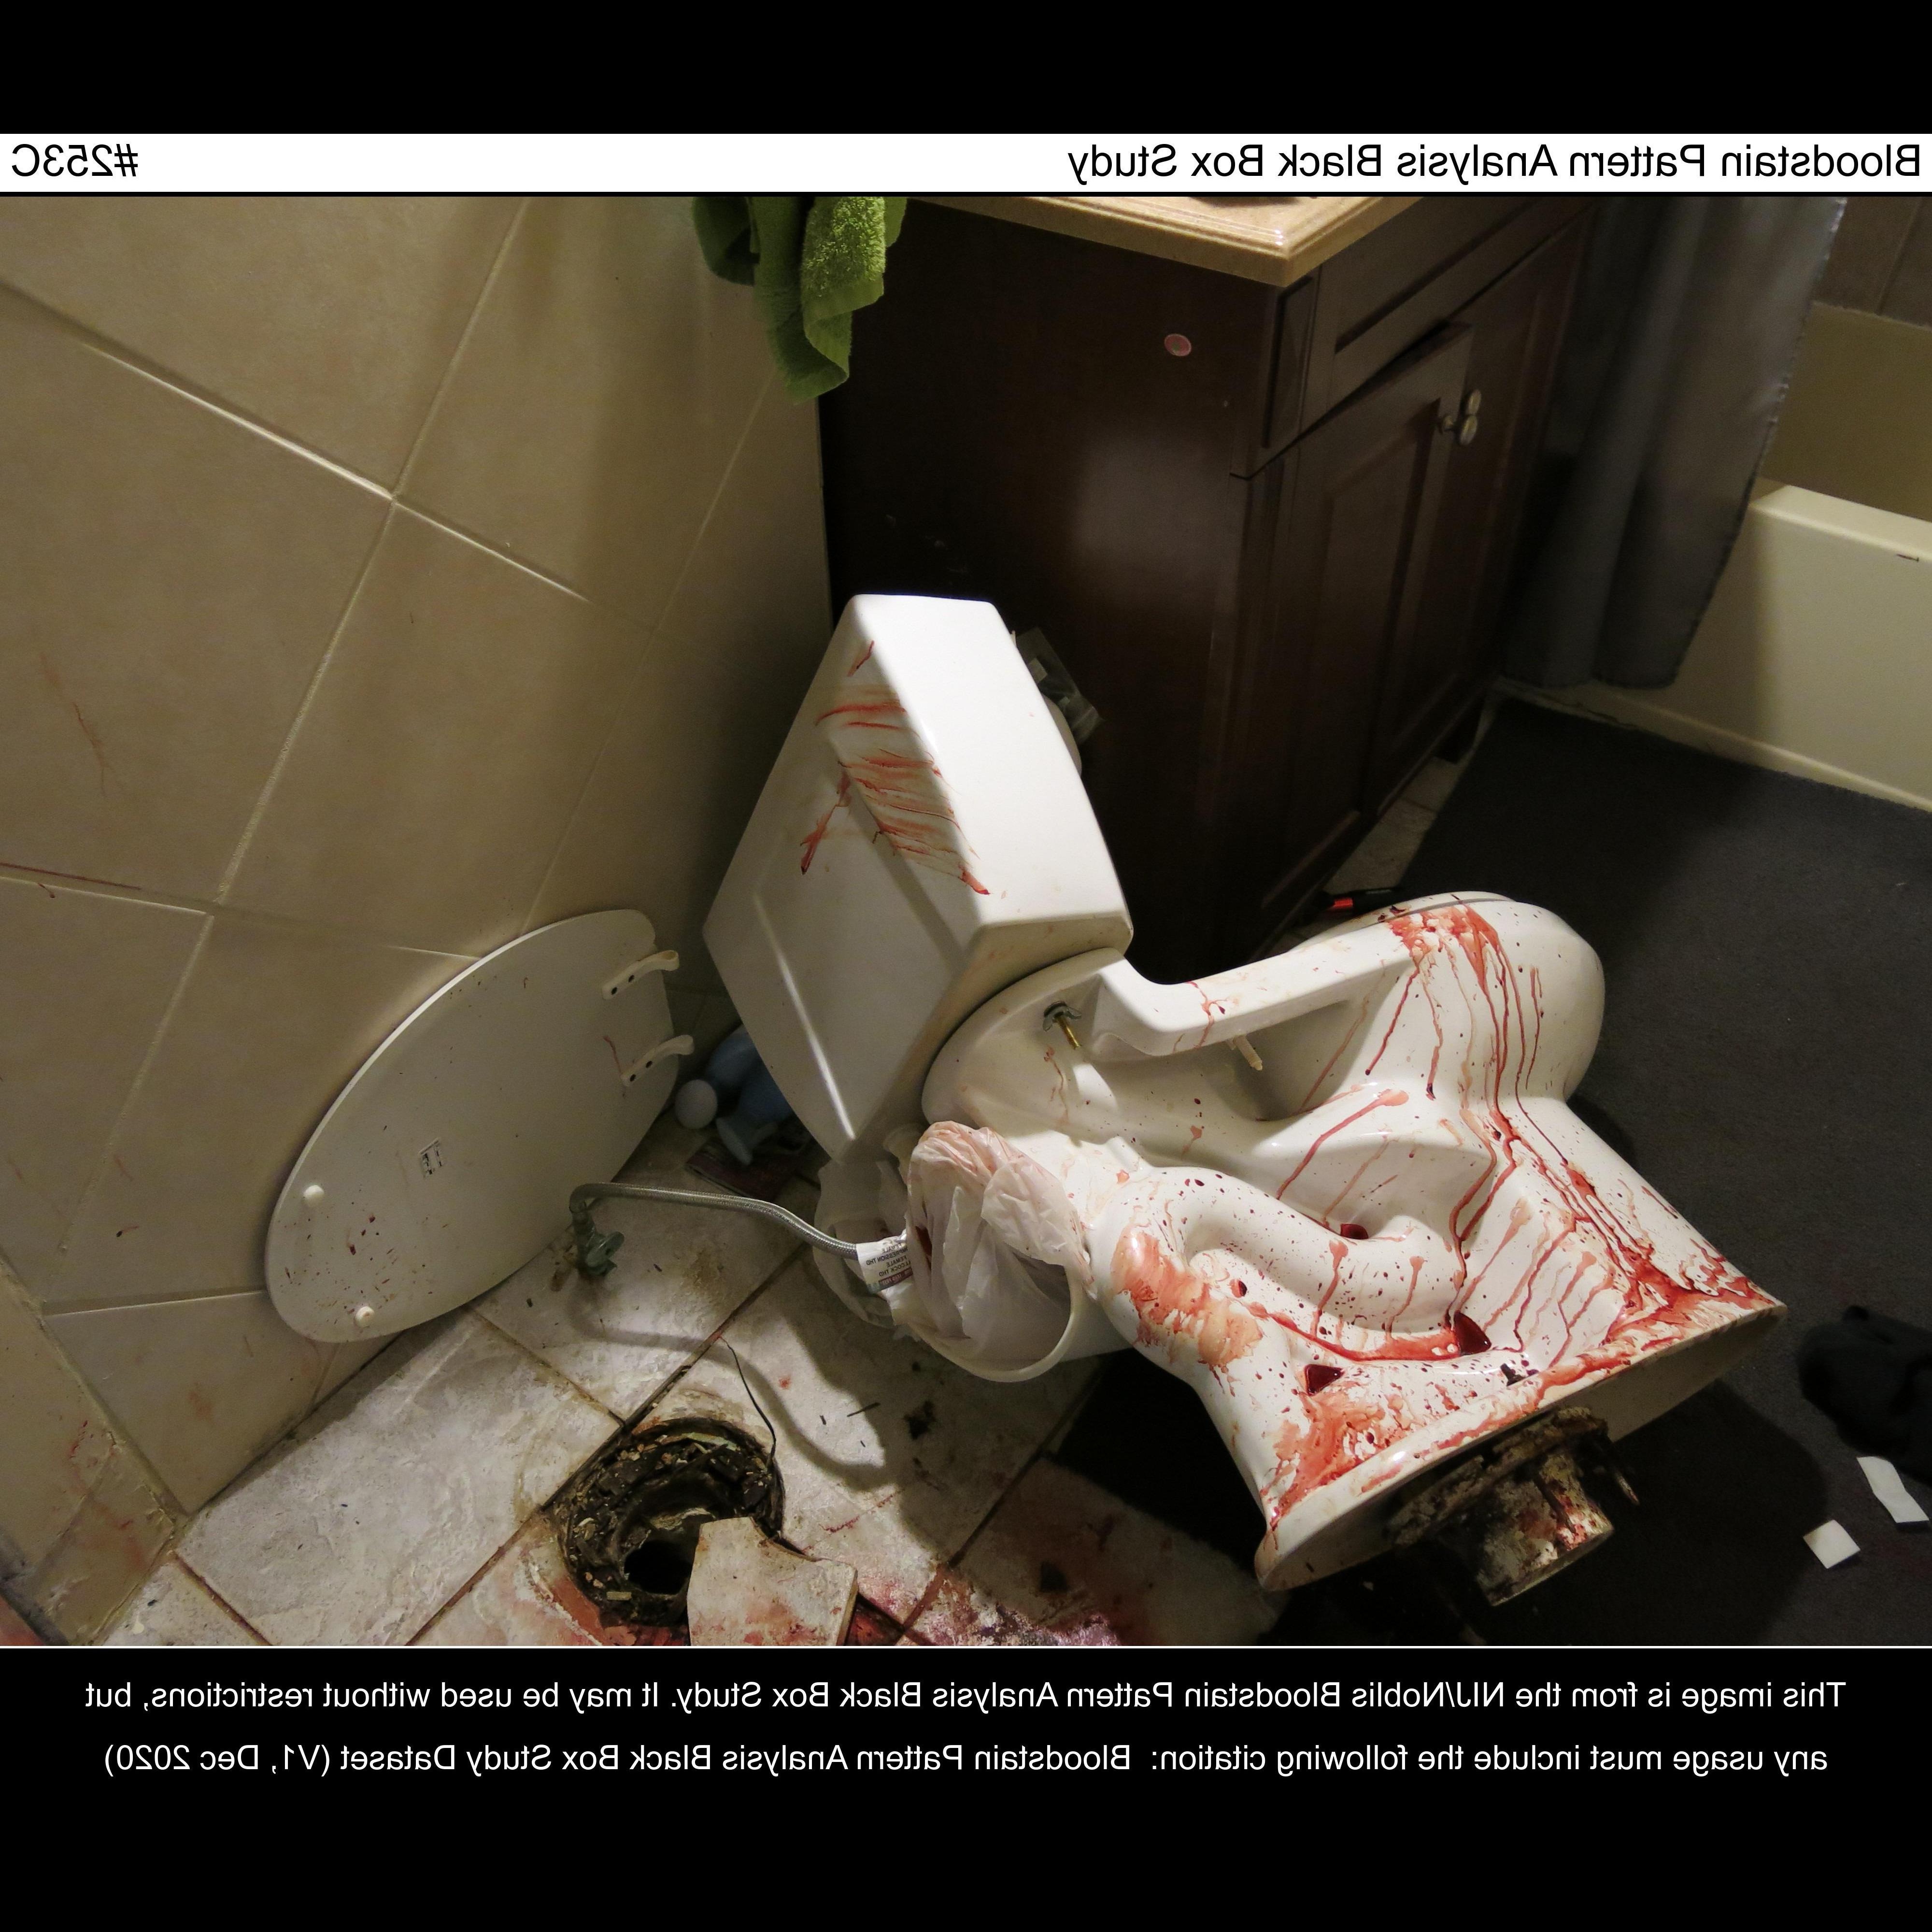 Bloodstain Pattern Analysis Black Box Study #253C
This image is from the NIJ/Noblis Bloodstain Pattern Analysis Black Box Study. It may be used without restrictions, but
any usage must include the following citation: Bloodstain Pattern Analysis Black Box Study Dataset (V1, Dec 2020)